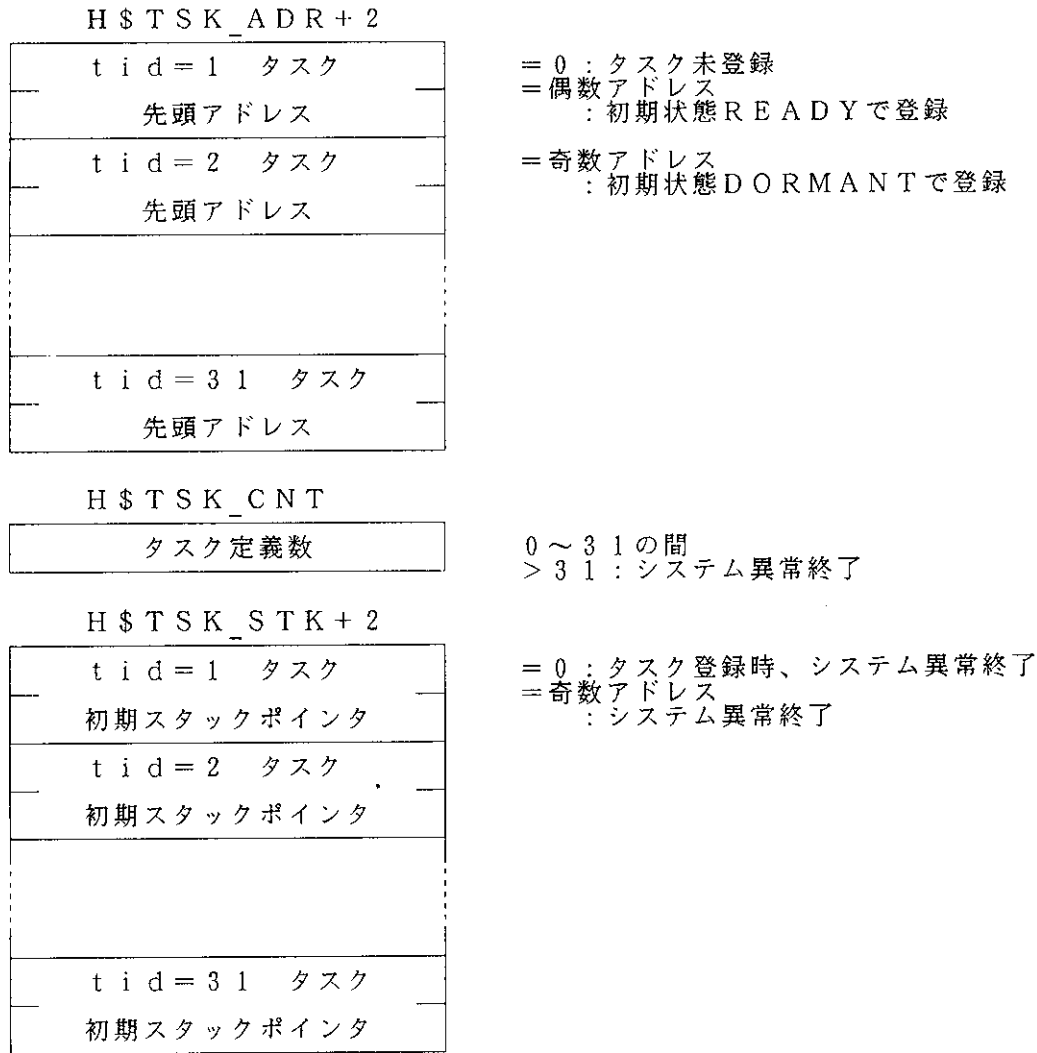 H$TSK_ADR+2
tid=1 タスク
先頭アドレス
tid=2 タスク
先頭アドレス
tid=31 タスク
先頭アドレス
=0:タスク未登録
=偶数アドレス
:初期状態READYで登録
=奇数アドレス
:初期状態DORMANTで登録
H$TSK_CNT
タスク定義数
0～31の間
>31:システム異常終了
H$TSK_STK+2
tid=1 タスク
初期スタックポインタ
tid=2 タスク
初期スタックポインタ
tid=31 タスク
初期スタックポインタ
=0:タスク登録時、システム異常終了
=奇数アドレス
:システム異常終了